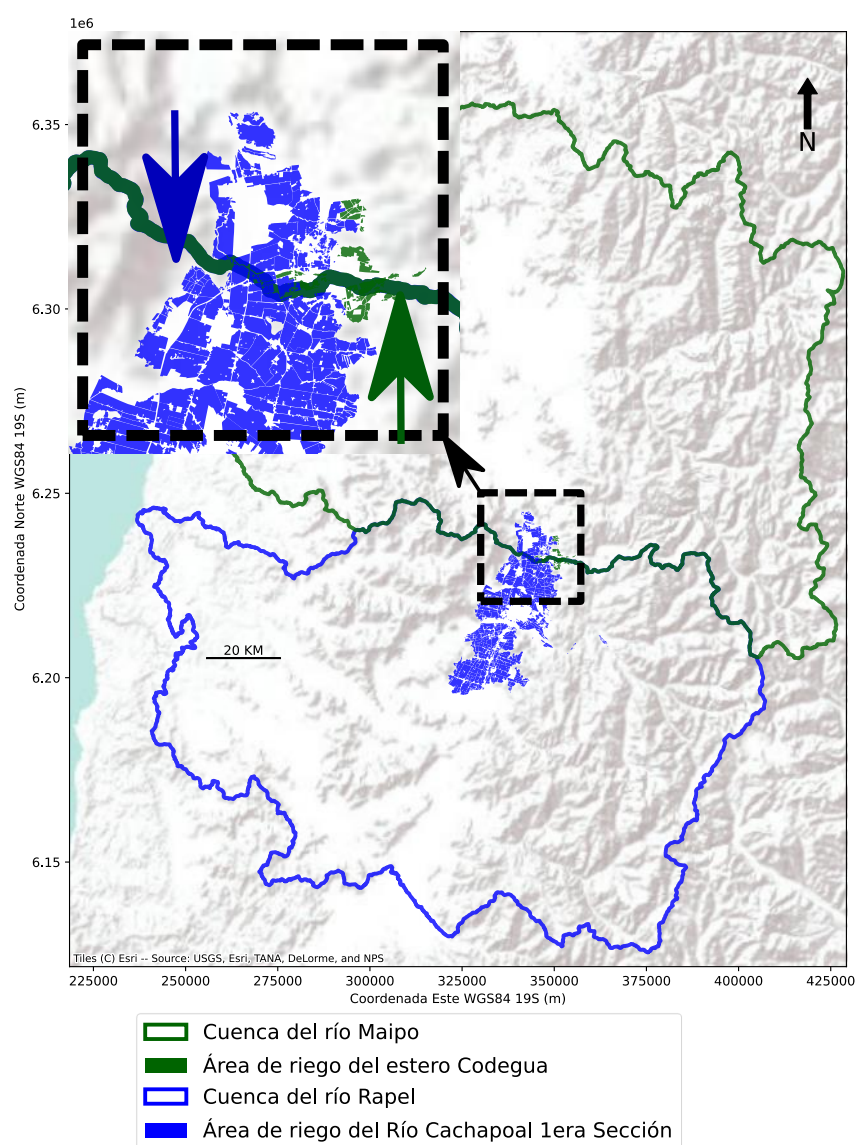 1e6
6.35
6.30
6.25
6.20
6.15
Coordenada Norte WGS84 19S (m)
N
20 KM
Tiles (C) Esri -- Source: USGS, Esri, TANA, DeLorme, and NPS
225000 250000 275000 300000 325000 350000 375000 400000 425000
Coordenada Este WGS84 19S (m)
Cuenca del río Maipo
Área de riego del estero Codegua
Cuenca del río Rapel
Área de riego del Río Cachapoal 1era Sección